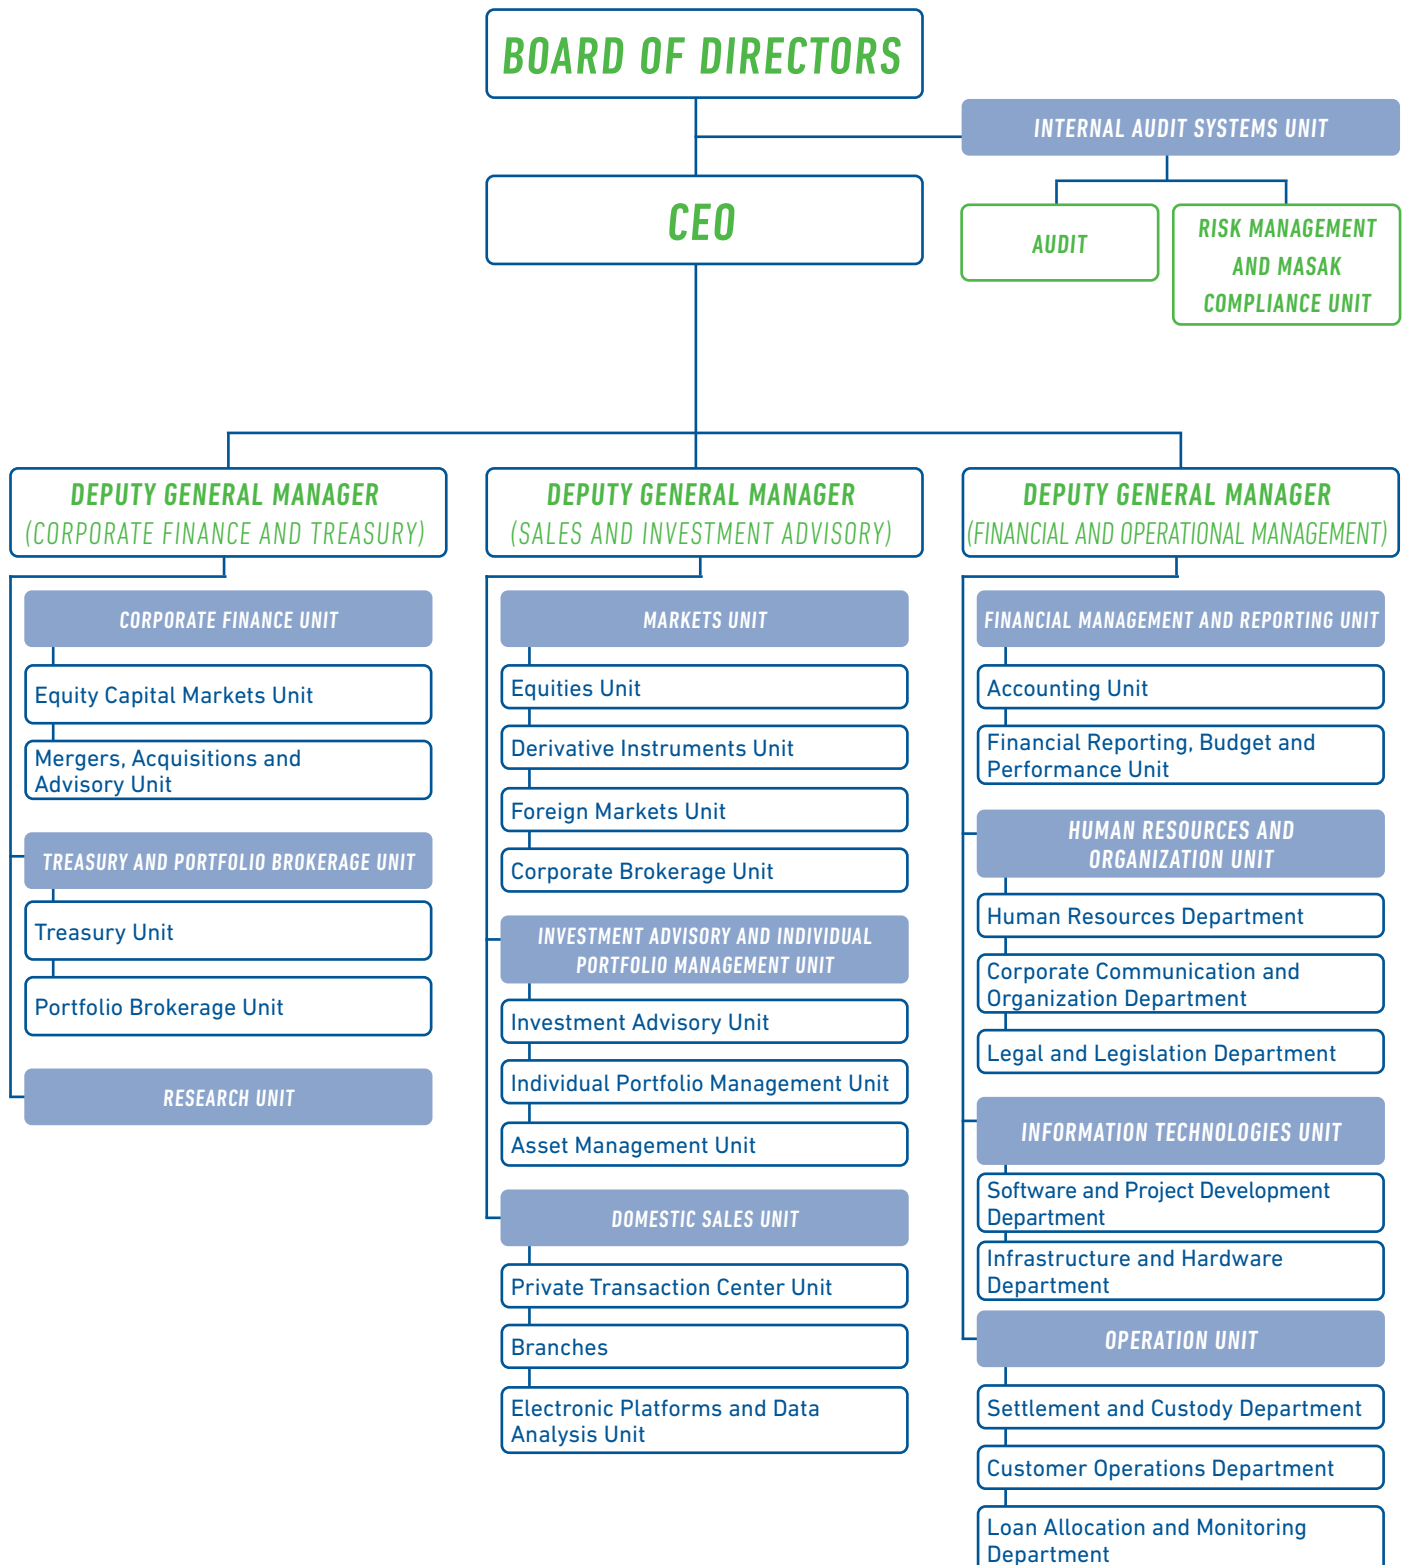 BOARD OF DIRECTORS
INTERNAL AUDIT SYSTEMS UNIT
CEO
AUDIT
RISK MANAGEMENT
AND MASAK
COMPLIANCE UNIT
DEPUTY GENERAL MANAGER
(CORPORATE FINANCE AND TREASURY)
CORPORATE FINANCE UNIT
Equity Capital Markets Unit
Mergers, Acquisitions and
Advisory Unit
TREASURY AND PORTFOLIO BROKERAGE UNIT
Treasury Unit
Portfolio Brokerage Unit
RESEARCH UNIT
DEPUTY GENERAL MANAGER
(SALES AND INVESTMENT ADVISORY)
MARKETS UNIT
Equities Unit
Derivative Instruments Unit
Foreign Markets Unit
Corporate Brokerage Unit
INVESTMENT ADVISORY AND INDIVIDUAL
PORTFOLIO MANAGEMENT UNIT
Investment Advisory Unit
Individual Portfolio Management Unit
Asset Management Unit
DOMESTIC SALES UNIT
Private Transaction Center Unit
Branches
Electronic Platforms and Data
Analysis Unit
DEPUTY GENERAL MANAGER
(FINANCIAL AND OPERATIONAL MANAGEMENT)
FINANCIAL MANAGEMENT AND REPORTING UNIT
Accounting Unit
Financial Reporting, Budget and
Performance Unit
HUMAN RESOURCES AND
ORGANIZATION UNIT
Human Resources Department
Corporate Communication and
Organization Department
Legal and Legislation Department
INFORMATION TECHNOLOGIES UNIT
Software and Project Development
Department
Infrastructure and Hardware
Department
OPERATION UNIT
Settlement and Custody Department
Customer Operations Department
Loan Allocation and Monitoring
Department